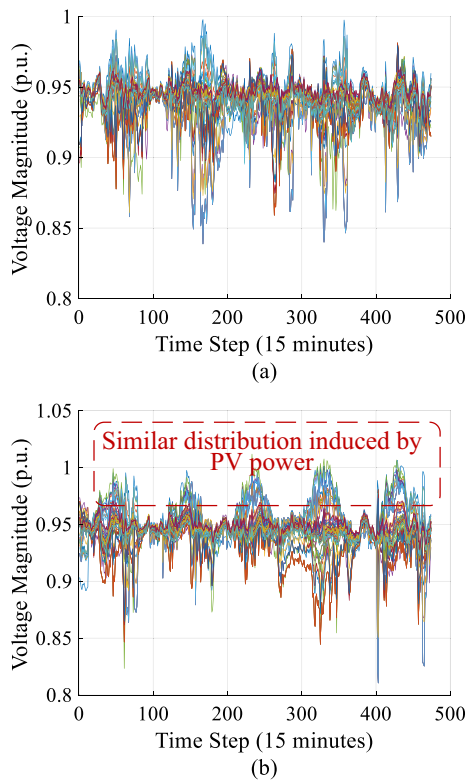 1
0.95
0.9
0.85
0.8
Voltage Magnitude (p.u.)
0 100 200 300 400 500
Time Step (15 minutes)
(a)
1.05
1
0.95
0.9
0.85
0.8
Voltage Magnitude (p.u.)
Similar distribution induced by
PV power
0 100 200 300 400 500
Time Step (15 minutes)
(b)